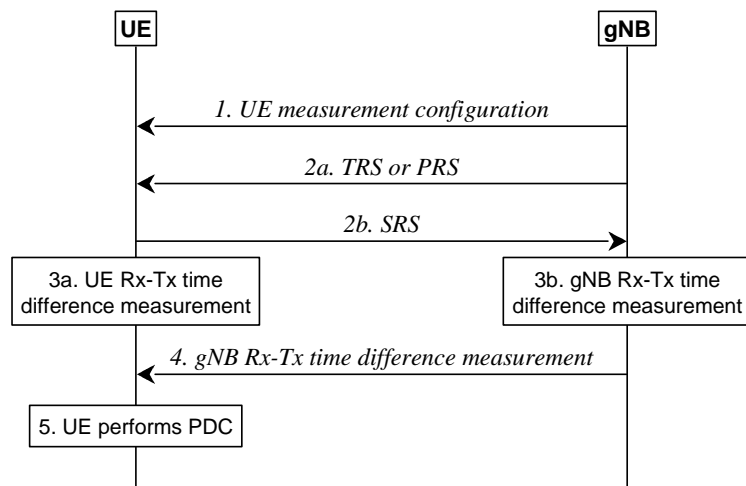 UE
gNB
1. UE measurement configuration
2a. TRS or PRS
2b. SRS
3a. UE Rx-Tx time
difference measurement
3b. gNB Rx-Tx time
difference measurement
4. gNB Rx-Tx time difference measurement
5. UE performs PDC